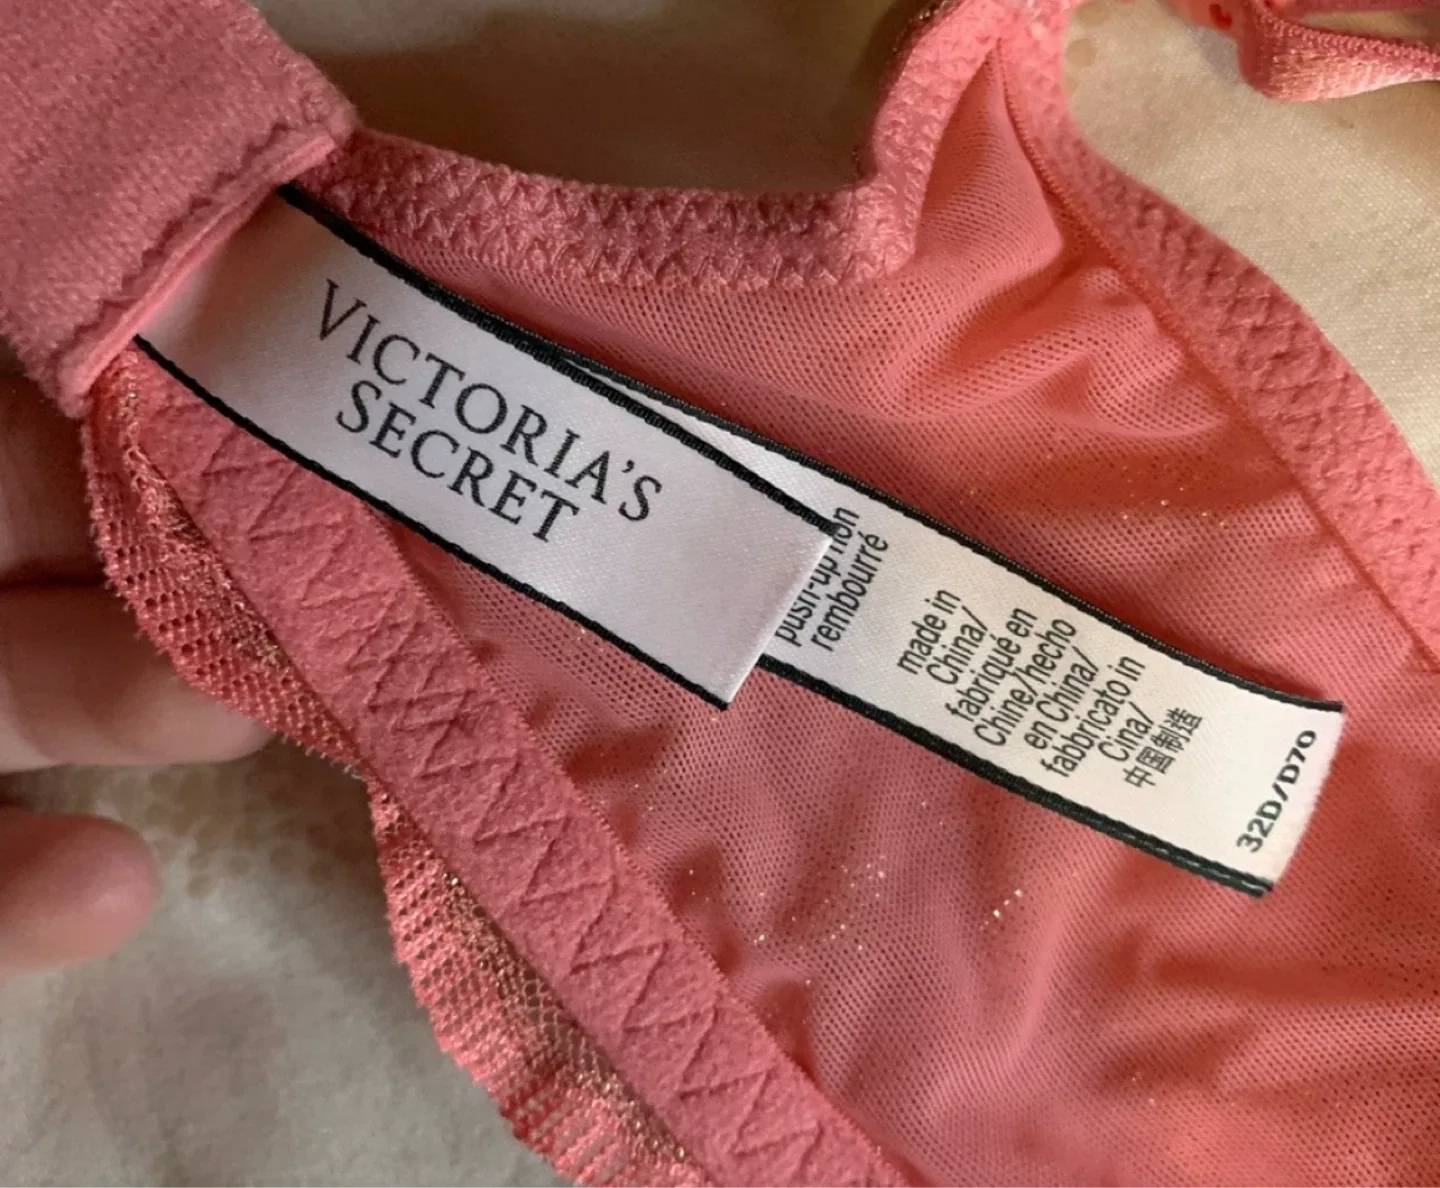 VICTORIA'S
SECRET
push-up non
rembourré
made in
China/
fabriqué en
Chine/hecho
en China/
fabbricato in
Cina/
中国制造
32D/D70